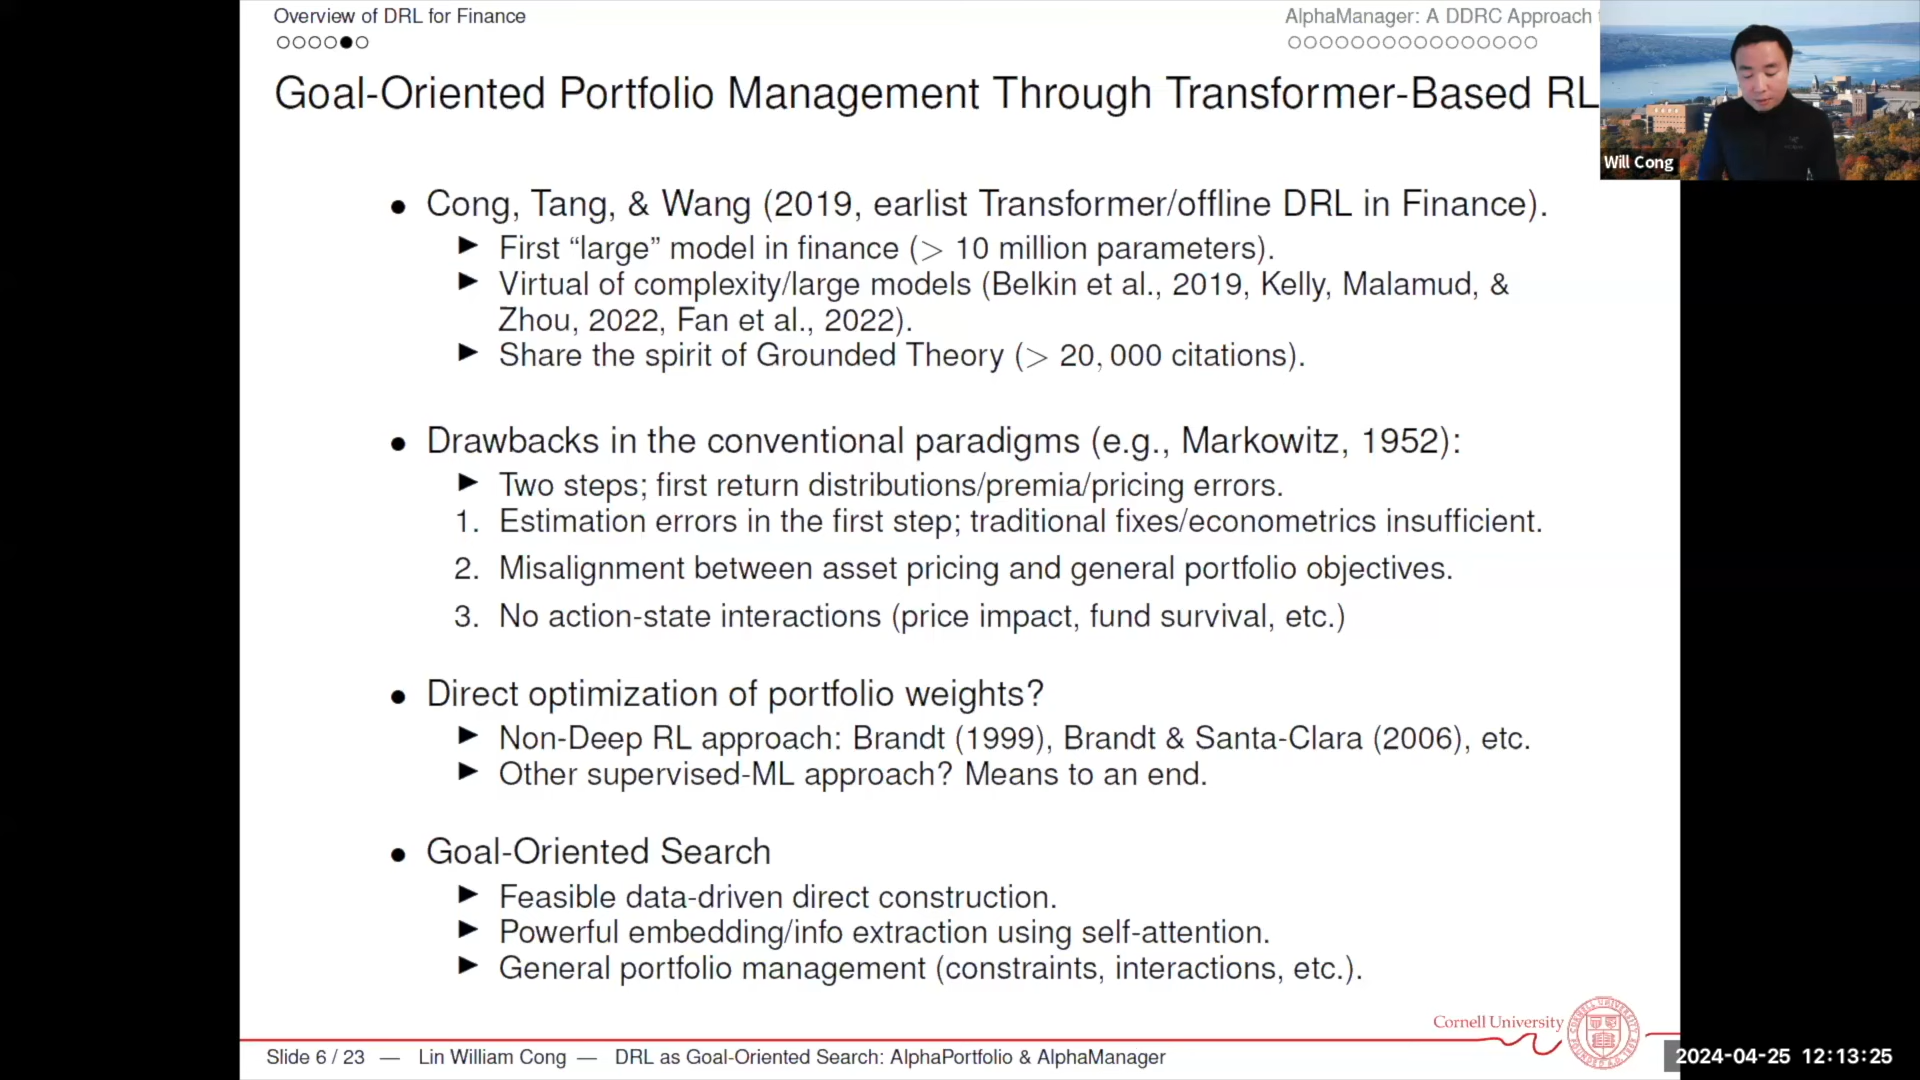 Overview of DRL for Finance
AlphaManager: A DDRC Approach
Goal-Oriented Portfolio Management Through Transformer-Based RL
Will Cong
• Cong, Tang, & Wang (2019, earlist Transformer/offline DRL in Finance).
► First “large” model in finance (> 10 million parameters).
► Virtual of complexity/large models (Belkin et al., 2019, Kelly, Malamud, &
Zhou, 2022, Fan et al., 2022).
► Share the spirit of Grounded Theory (> 20,000 citations).
• Drawbacks in the conventional paradigms (e.g., Markowitz, 1952):
► Two steps; first return distributions/premia/pricing errors.
1. Estimation errors in the first step; traditional fixes/econometrics insufficient.
2. Misalignment between asset pricing and general portfolio objectives.
3. No action-state interactions (price impact, fund survival, etc.)
• Direct optimization of portfolio weights?
► Non-Deep RL approach: Brandt (1999), Brandt & Santa-Clara (2006), etc.
► Other supervised-ML approach? Means to an end.
• Goal-Oriented Search
► Feasible data-driven direct construction.
► Powerful embedding/info extraction using self-attention.
► General portfolio management (constraints, interactions, etc.).
Cornell University
Slide 6 / 23 — Lin William Cong — DRL as Goal-Oriented Search: AlphaPortfolio & AlphaManager
2024-04-25 12:13:25